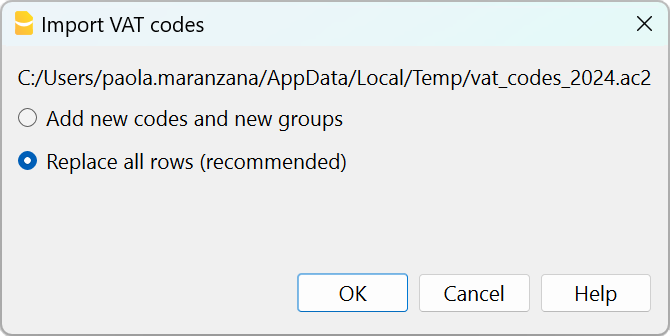 Import VAT codes
C:/Users/paola.maranzana/AppData/Local/Temp/vat_codes_2024.ac2
Add new codes and new groups
Replace all rows (recommended)
OK Cancel Help